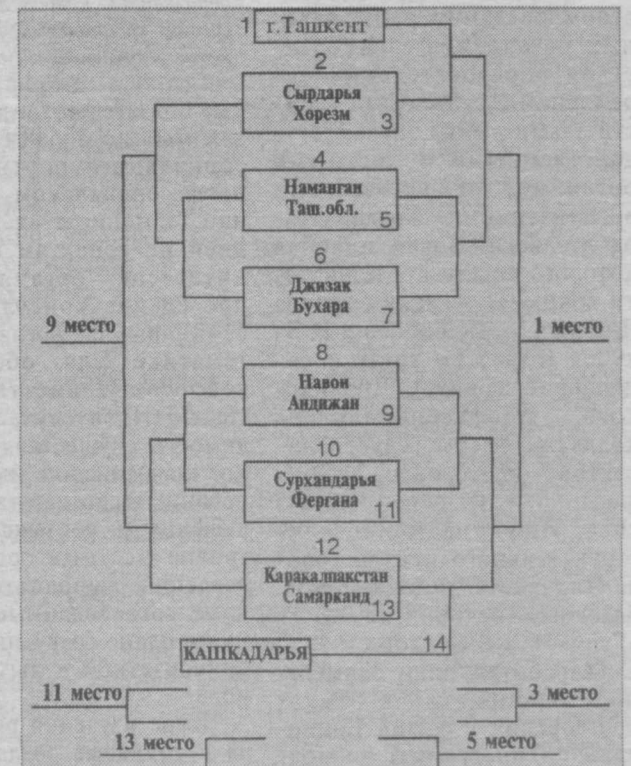 1 г.Ташкент
2
Сырдарья
Хорезм
3
4
Наманган
Таш.обл.
5
6
Джизак
Бухара
7
9 место
1 место
8
Навои
Андижан
9
10
Сурхандарья
Фергана
11
12
Каракалпакстан
Самарканд
13
КАШКАДАРЬЯ
14
11 место
3 место
13 место
5 место